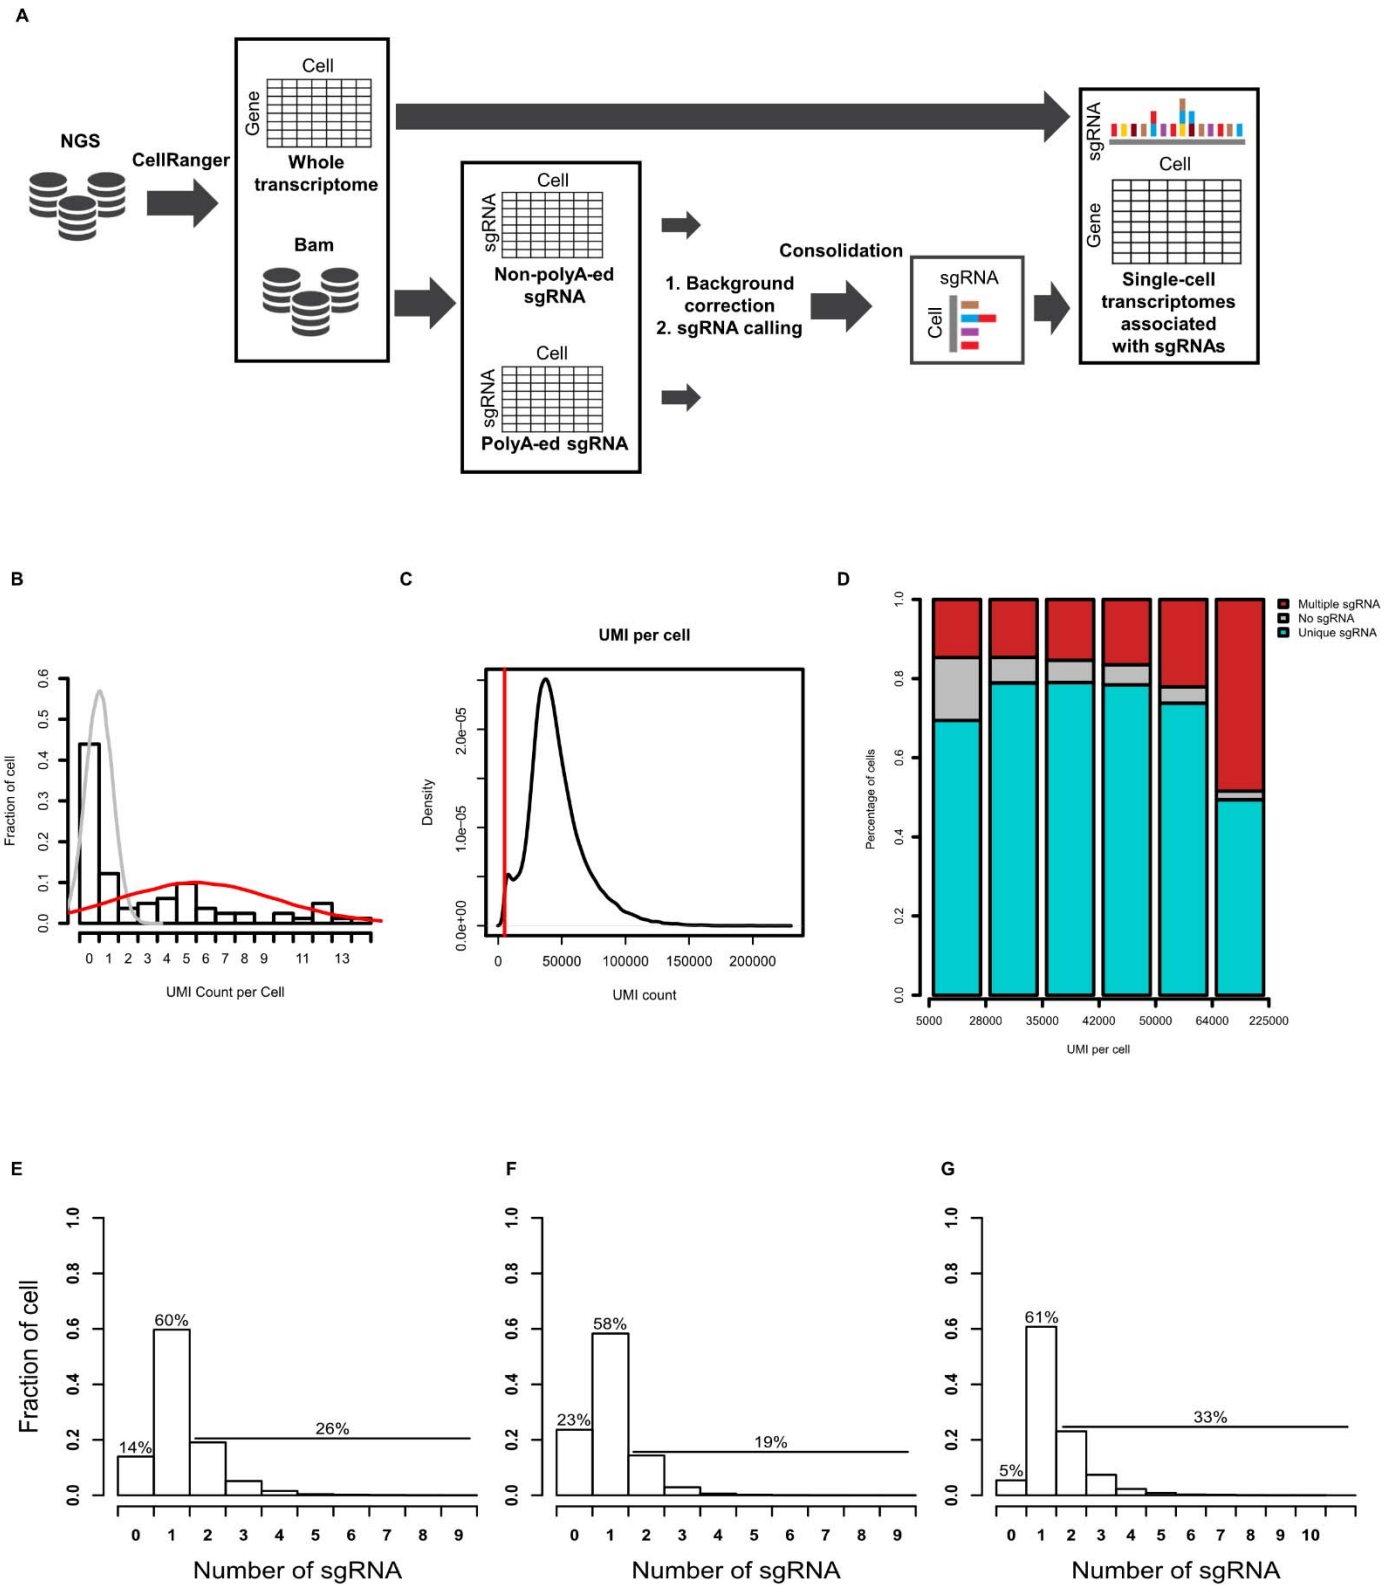 A
NGS
CellRanger
Cell
Gene
Whole
transcriptome
Bam
Cell
sgRNA
Non-polyA-ed
sgRNA
Cell
sgRNA
PolyA-ed sgRNA
1. Background
correction
2. sgRNA calling
Consolidation
sgRNA
Cell
sgRNA
Cell
Gene
Single-cell
transcriptomes
associated
with sgRNAs
B
Fraction of cell
0.6
0.5
0.4
0.3
0.2
0.1
0.0
0 1 2 3 4 5 6 7 8 9 11 13
UMI Count per Cell
C
UMI per cell
Density
2.0e−05
1.0e−05
0.0e+00
0 50000 100000 150000 200000
UMI count
D
Percentage of cells
1.0
0.8
0.6
0.4
0.2
0.0
5000 28000 35000 42000 50000 64000 225000
UMI per cell
Multiple sgRNA
No sgRNA
Unique sgRNA
E
Fraction of cell
1.0
0.8
0.6
0.4
0.2
0.0
14%
60%
26%
0 1 2 3 4 5 6 7 8 9
Number of sgRNA
F
1.0
0.8
0.6
0.4
0.2
0.0
23%
58%
19%
0 1 2 3 4 5 6 7 8 9
Number of sgRNA
G
1.0
0.8
0.6
0.4
0.2
0.0
5%
61%
33%
0 1 2 3 4 5 6 7 8 9 10
Number of sgRNA